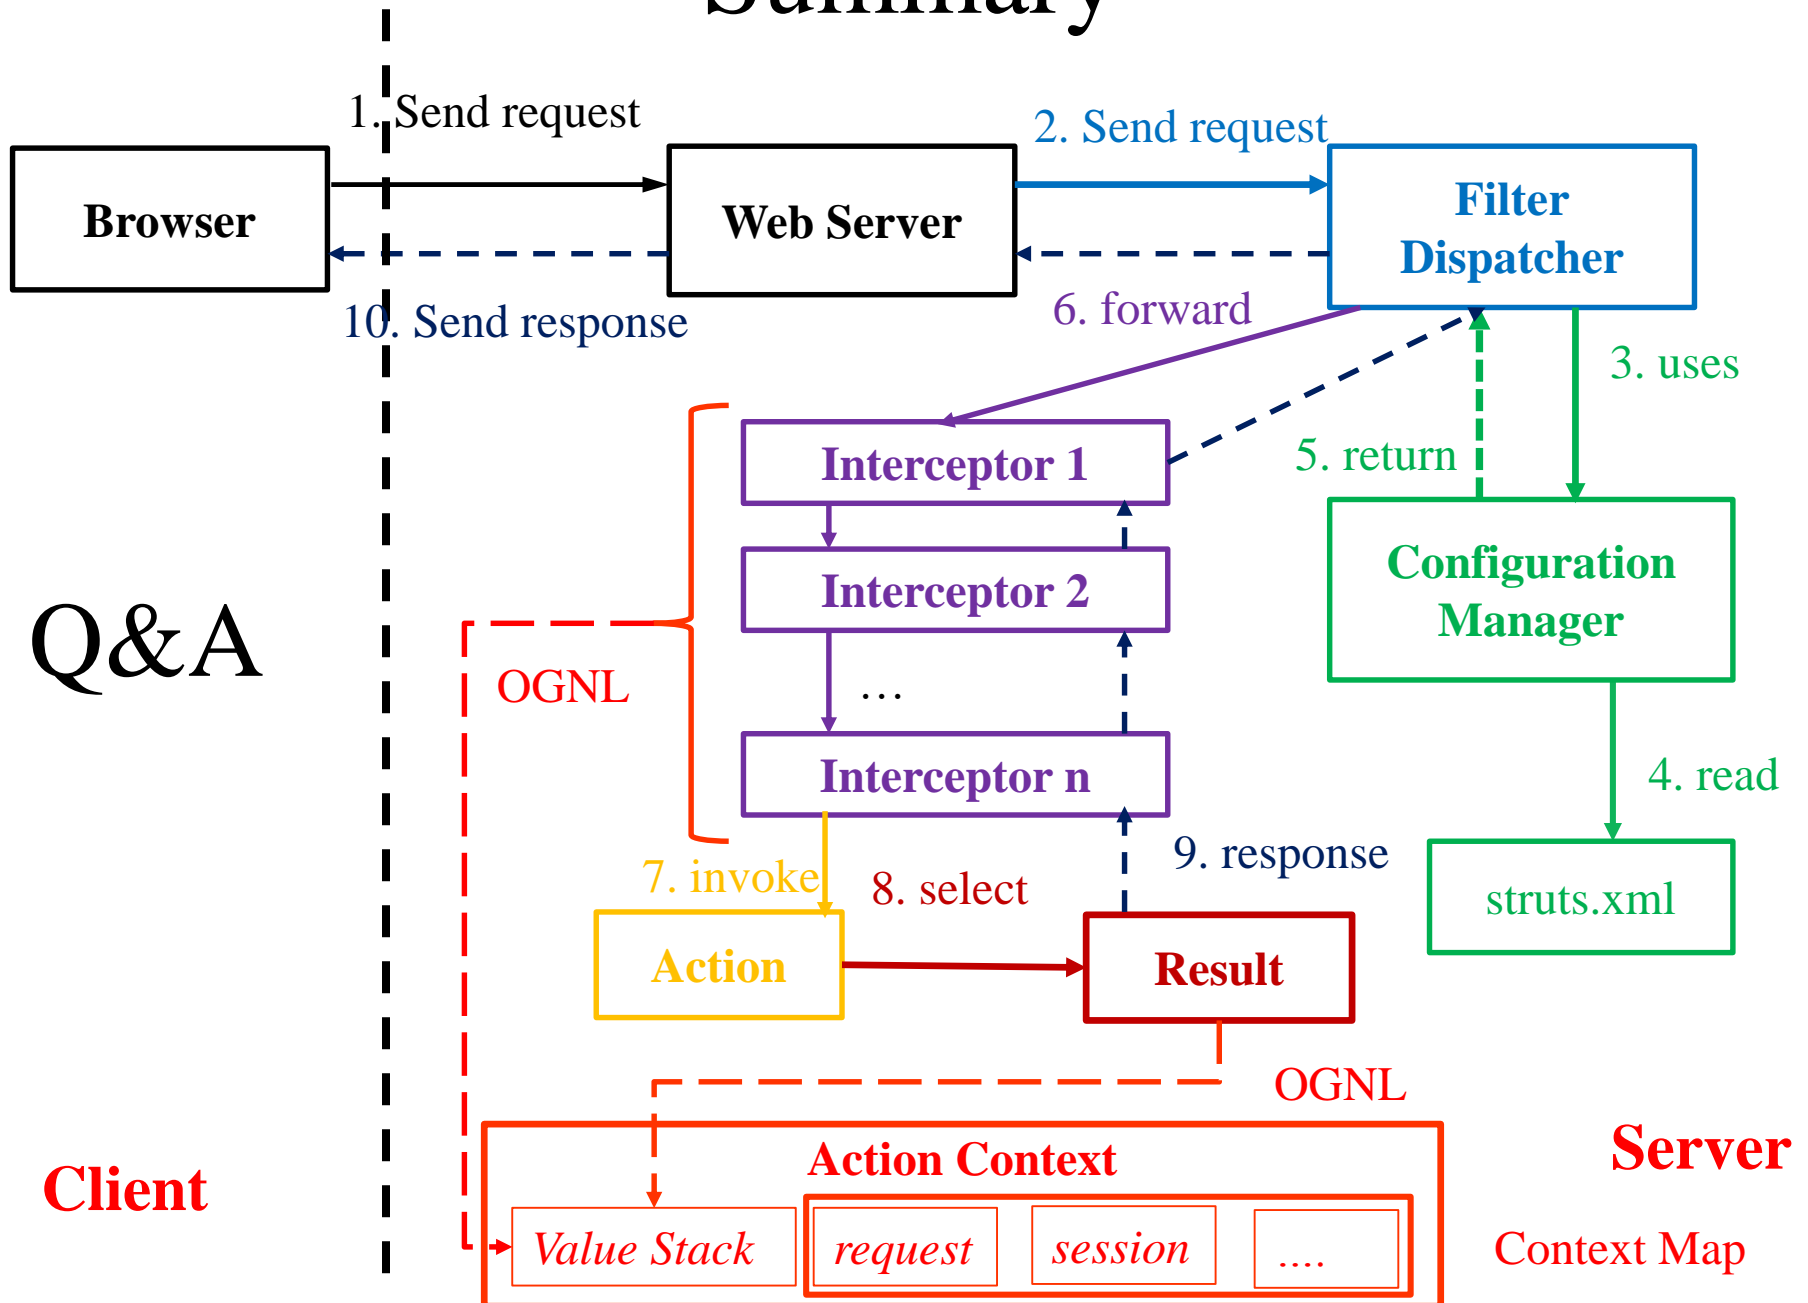 Summary
1. Send request
2. Send request
Browser
Web Server
Filter
Dispatcher
10. Send response
6. forward
3. uses
5. return
Interceptor 1
Configuration
Manager
Interceptor 2
Q&A
OGNL
…
Interceptor n
4. read
7. invoke
8. select
9. response
struts.xml
Action
Result
OGNL
Action Context
Server
Client
Value Stack
request
session
....
Context Map